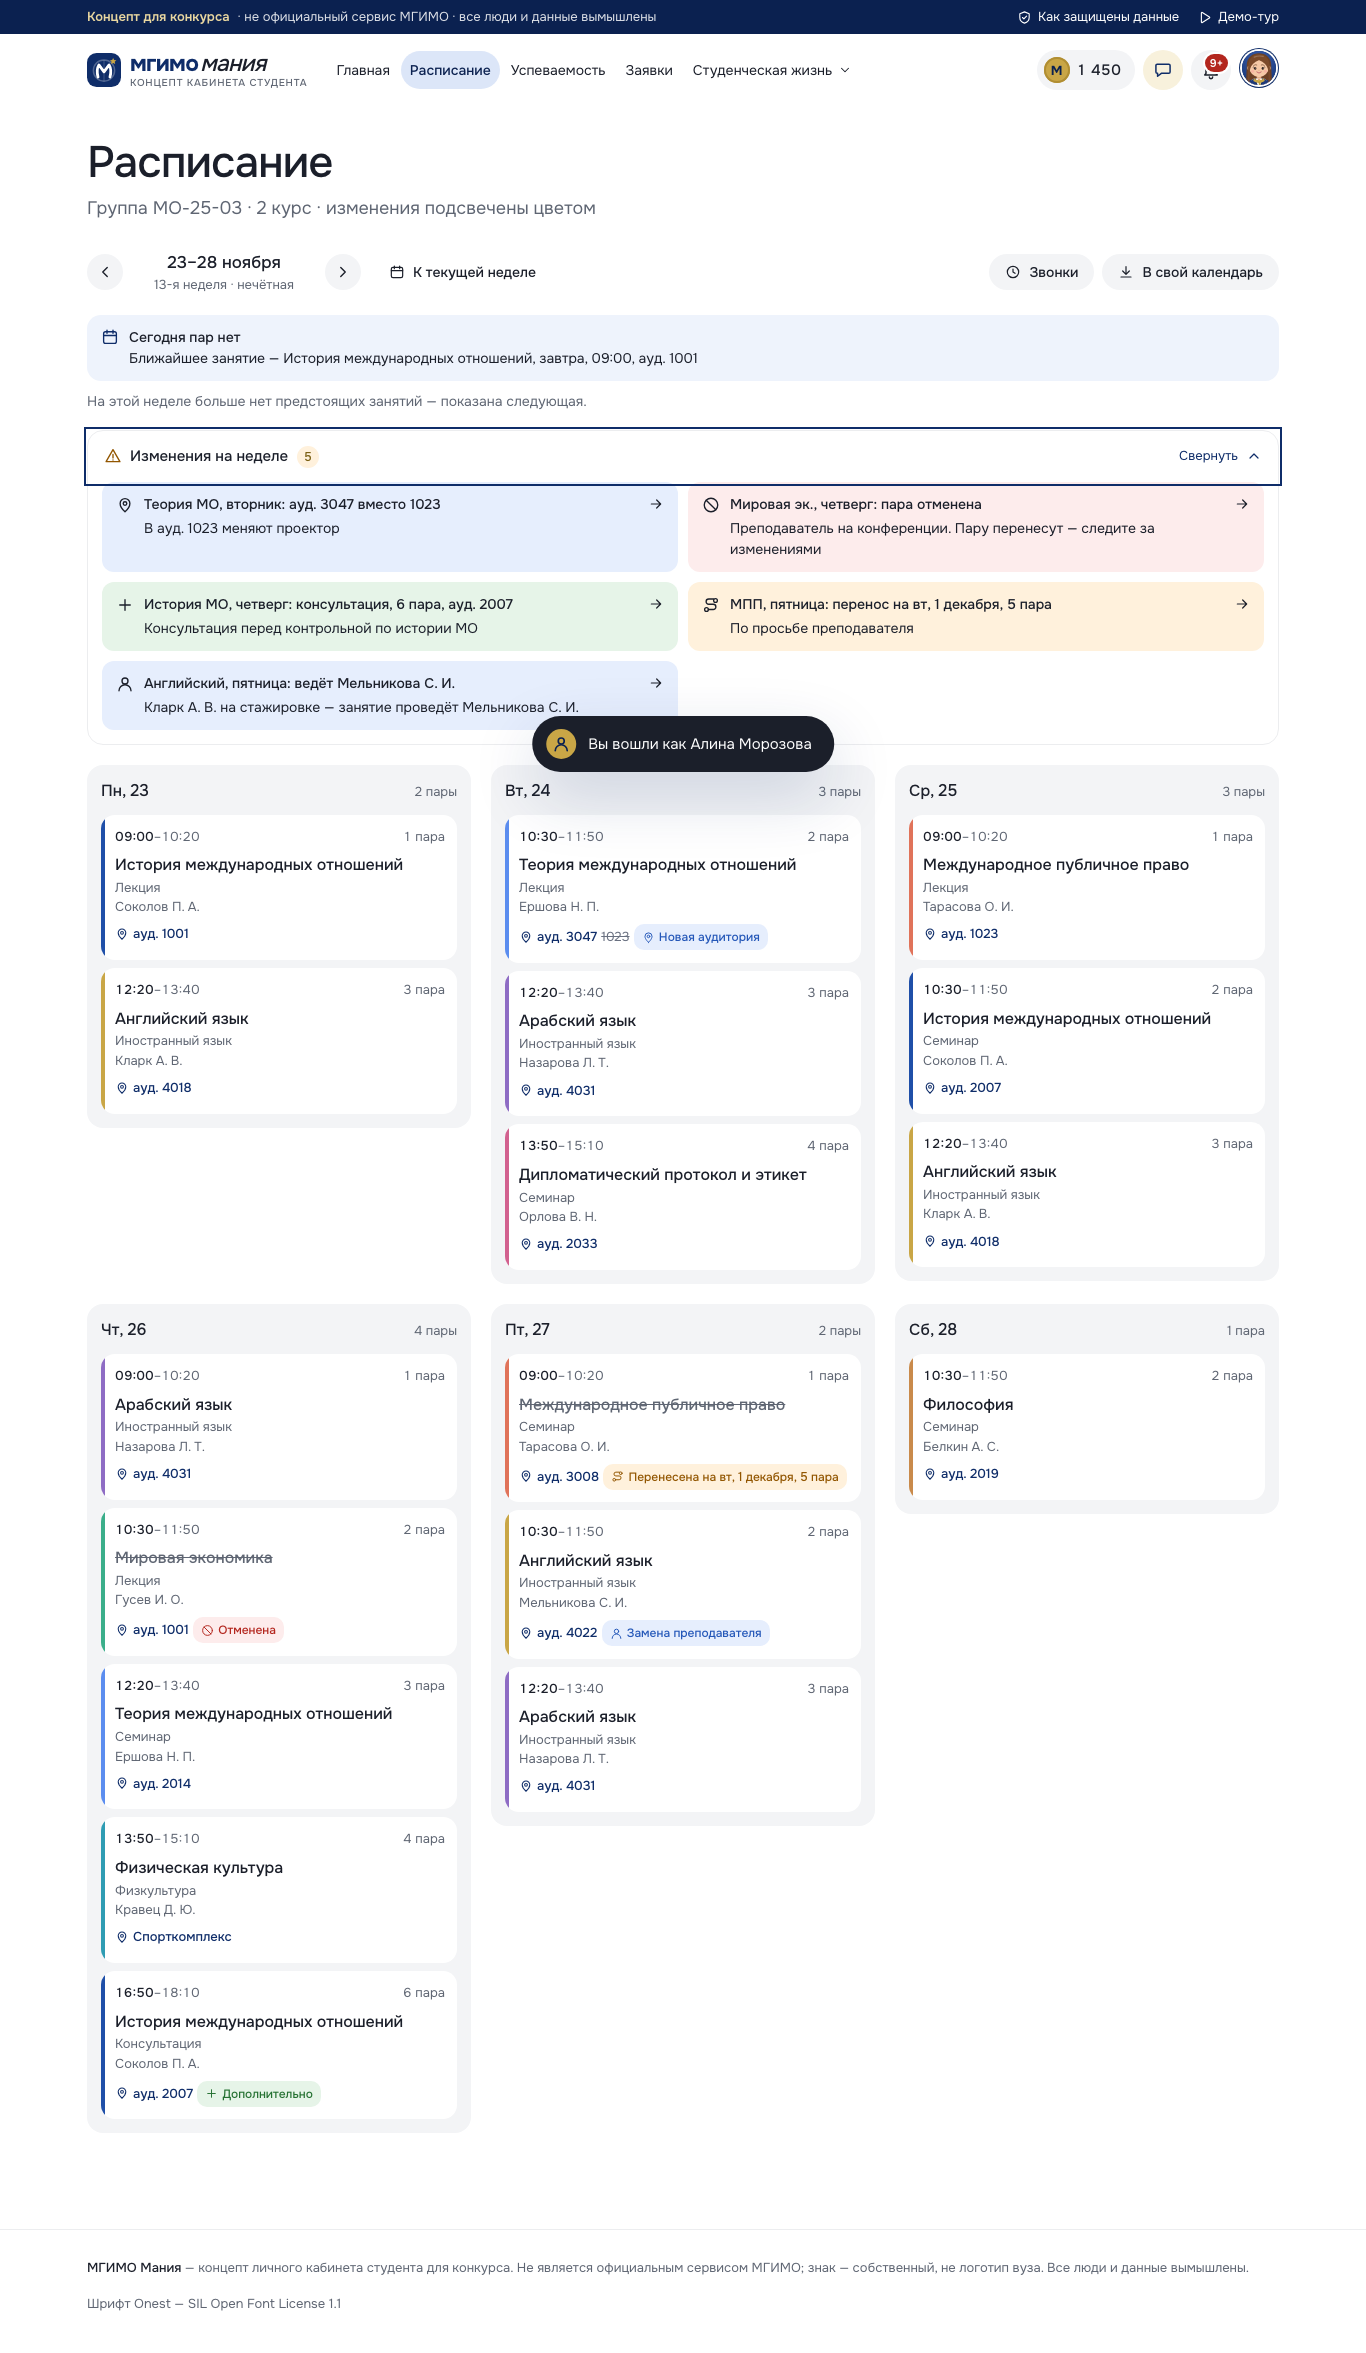 Концепт для конкурса · не официальный сервис МГИМО · все люди и данные вымышлены
Как защищены данные
Демо-тур
М
МГИМО Мания
КОНЦЕПТ КАБИНЕТА СТУДЕНТА
Главная
Расписание
Успеваемость
Заявки
Студенческая жизнь
М 1 450
9+
Расписание
Группа МО-25-03 · 2 курс · изменения подсвечены цветом
23–28 ноября
13-я неделя · нечётная
К текущей неделе
Звонки
В свой календарь
Сегодня пар нет
Ближайшее занятие — История международных отношений, завтра, 09:00, ауд. 1001
На этой неделе больше нет предстоящих занятий — показана следующая.
Изменения на неделе 5
Свернуть
Теория МО, вторник: ауд. 3047 вместо 1023
В ауд. 1023 меняют проектор
Мировая эк., четверг: пара отменена
Преподаватель на конференции. Пару перенесут — следите за
изменениями
История МО, четверг: консультация, 6 пара, ауд. 2007
Консультация перед контрольной по истории МО
МПП, пятница: перенос на вт, 1 декабря, 5 пара
По просьбе преподавателя
Английский, пятница: ведёт Мельникова С. И.
Кларк А. В. на стажировке — занятие проведёт Мельникова С. И.
Вы вошли как Алина Морозова
Пн, 23
2 пары
09:00–10:20
1 пара
История международных отношений
Лекция
Соколов П. А.
ауд. 1001
12:20–13:40
3 пара
Английский язык
Иностранный язык
Кларк А. В.
ауд. 4018
Вт, 24
3 пары
10:30–11:50
2 пара
Теория международных отношений
Лекция
Ершова Н. П.
ауд. 3047 1023 Новая аудитория
12:20–13:40
3 пара
Арабский язык
Иностранный язык
Назарова Л. Т.
ауд. 4031
13:50–15:10
4 пара
Дипломатический протокол и этикет
Семинар
Орлова В. Н.
ауд. 2033
Ср, 25
3 пары
09:00–10:20
1 пара
Международное публичное право
Лекция
Тарасова О. И.
ауд. 1023
10:30–11:50
2 пара
История международных отношений
Семинар
Соколов П. А.
ауд. 2007
12:20–13:40
3 пара
Английский язык
Иностранный язык
Кларк А. В.
ауд. 4018
Чт, 26
4 пары
09:00–10:20
1 пара
Арабский язык
Иностранный язык
Назарова Л. Т.
ауд. 4031
10:30–11:50
2 пара
Мировая экономика
Лекция
Гусев И. О.
ауд. 1001 Отменена
12:20–13:40
3 пара
Теория международных отношений
Семинар
Ершова Н. П.
ауд. 2014
13:50–15:10
4 пара
Физическая культура
Физкультура
Кравец Д. Ю.
Спорткомплекс
16:50–18:10
6 пара
История международных отношений
Консультация
Соколов П. А.
ауд. 2007 Дополнительно
Пт, 27
2 пары
09:00–10:20
1 пара
Международное публичное право
Семинар
Тарасова О. И.
ауд. 3008 Перенесена на вт, 1 декабря, 5 пара
10:30–11:50
2 пара
Английский язык
Иностранный язык
Мельникова С. И.
ауд. 4022 Замена преподавателя
12:20–13:40
3 пара
Арабский язык
Иностранный язык
Назарова Л. Т.
ауд. 4031
Сб, 28
1 пара
10:30–11:50
2 пара
Философия
Семинар
Белкин А. С.
ауд. 2019
МГИМО Мания — концепт личного кабинета студента для конкурса. Не является официальным сервисом МГИМО; знак — собственный, не логотип вуза. Все люди и данные вымышлены.
Шрифт Onest — SIL Open Font License 1.1